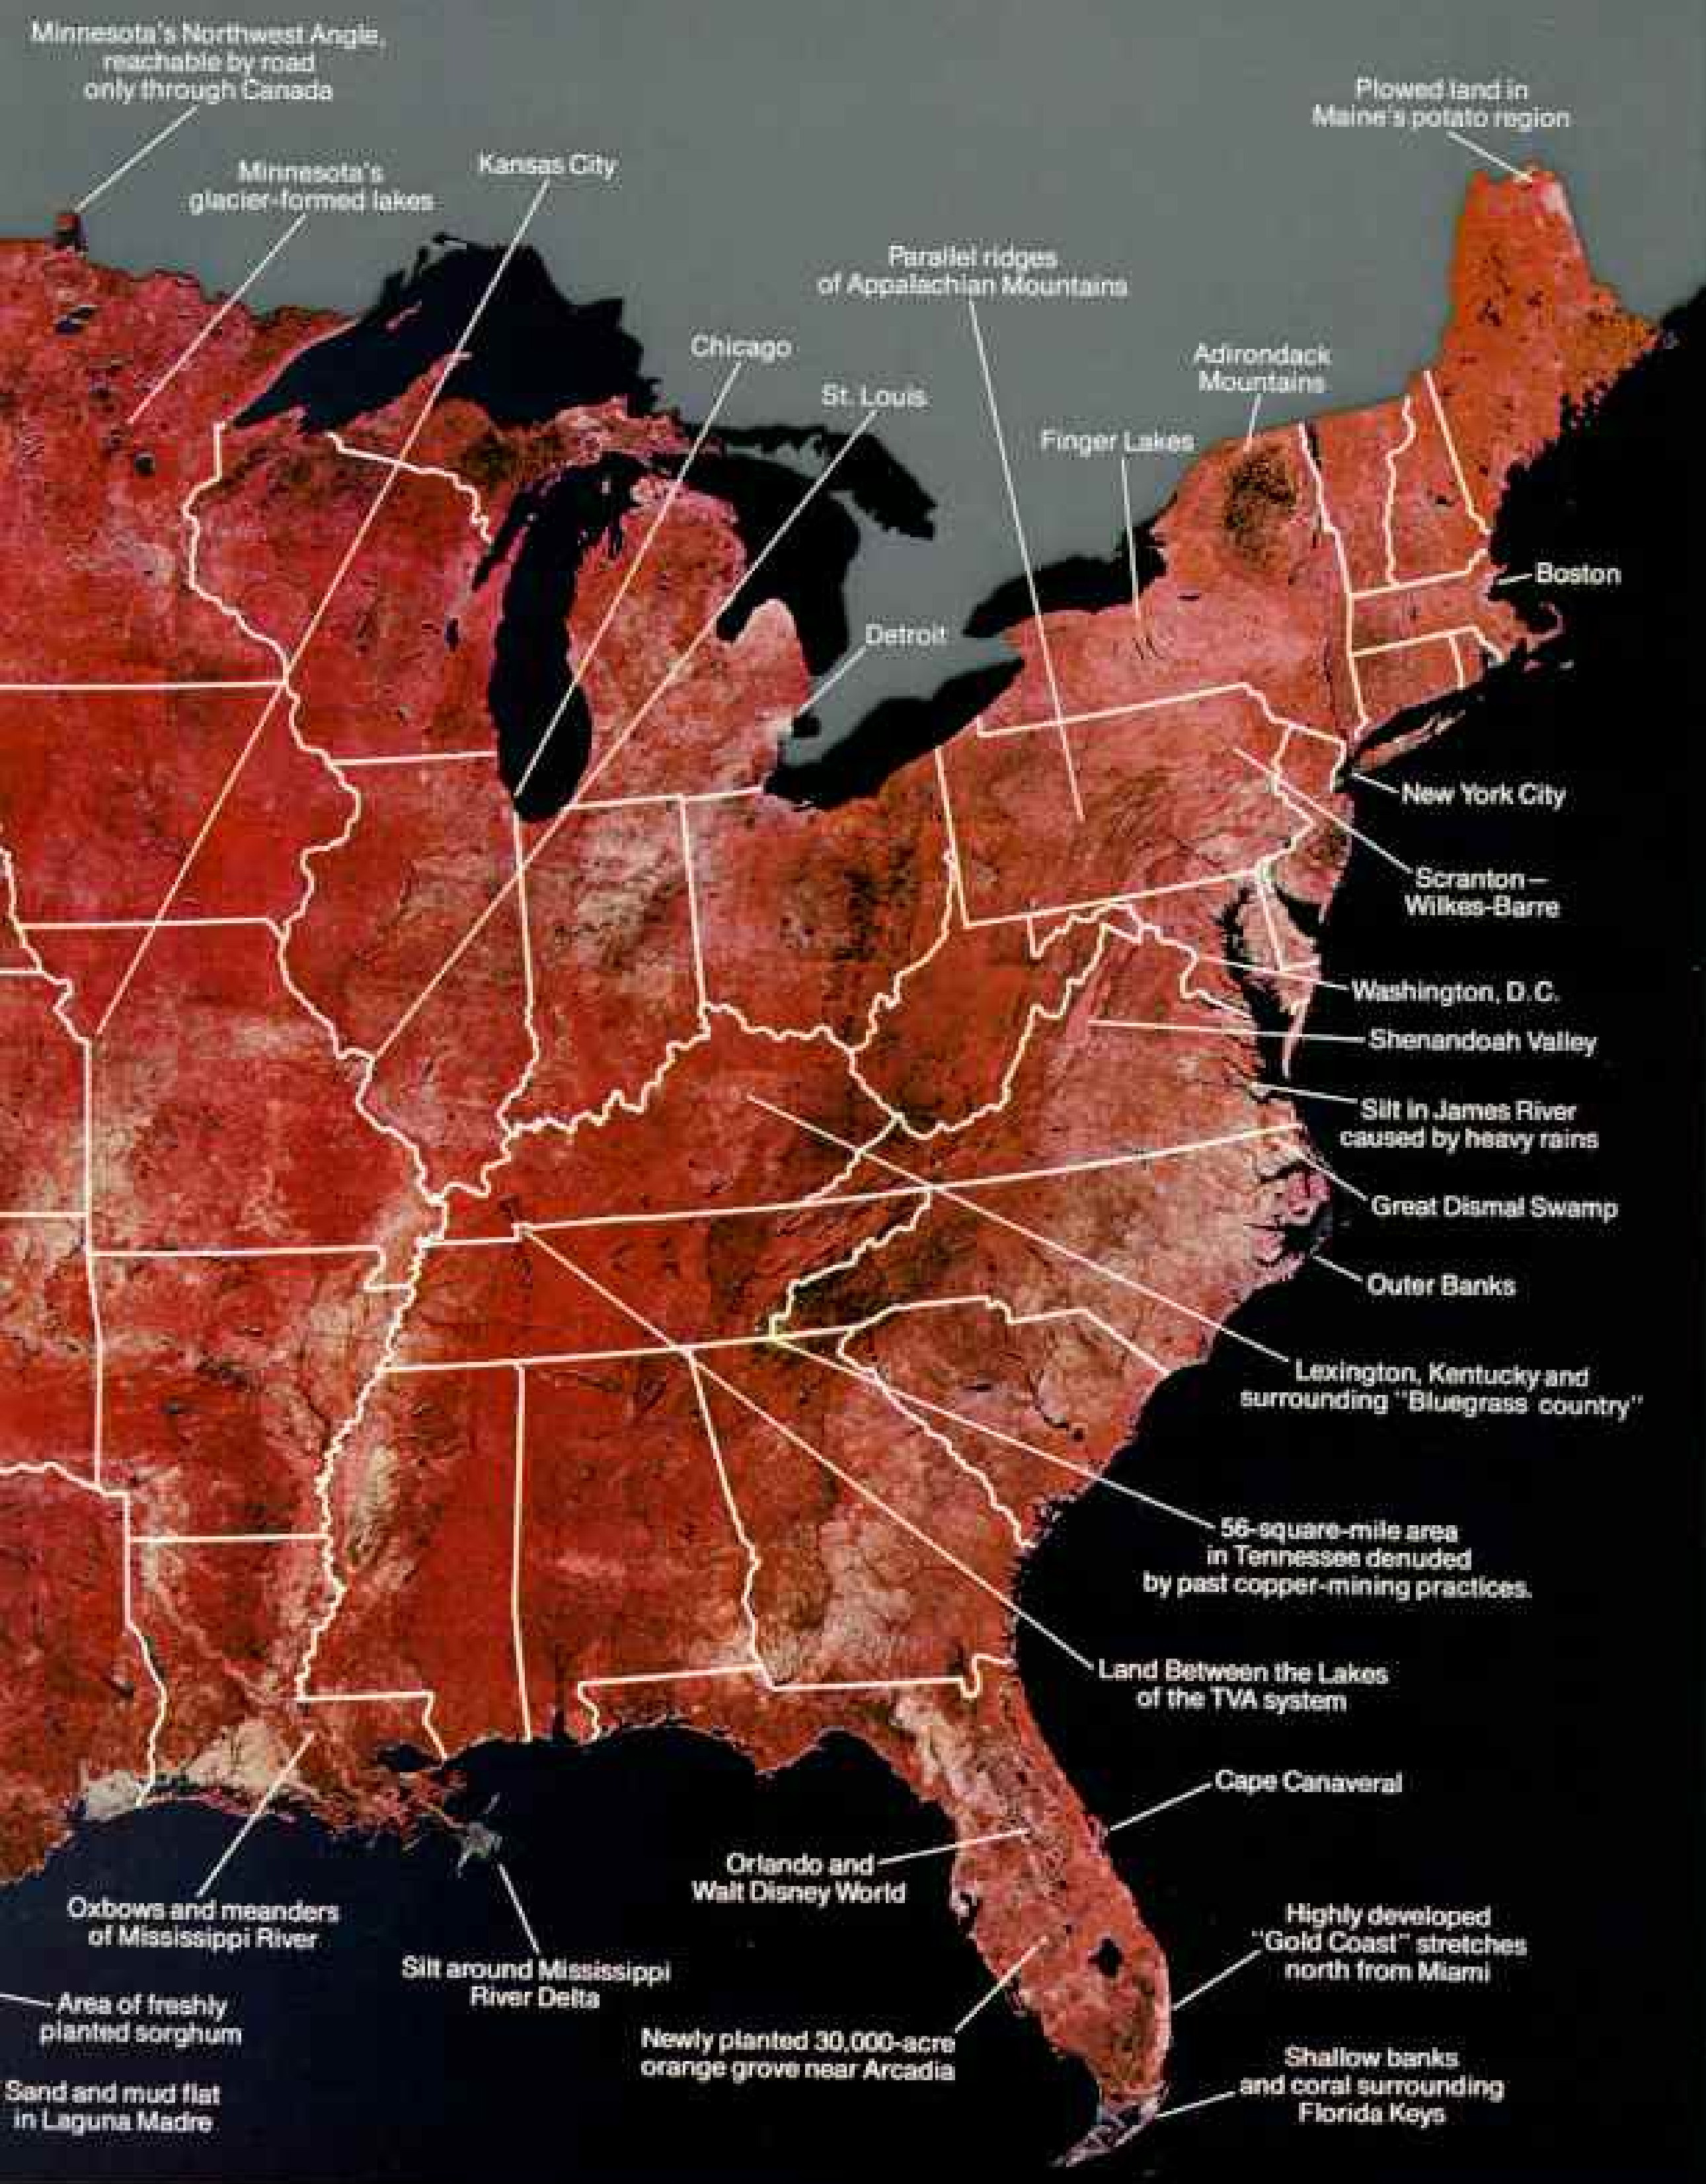 Minnesota's Northwest Angle,
reachable by road
only through Canada
Plowed land in
Maine's potato region
Minnesota's
glacier-formed lakes
Kansas City
Parallel ridges
of Appalachian Mountains
Chicago
St. Louis
Adirondack
Mountains
Finger Lakes
Boston
Detroit
New York City
Scranton–
Wilkes-Barre
Washington, D.C.
Shenandoah Valley
Silt in James River
caused by heavy rains
Great Dismal Swamp
Outer Banks
Lexington, Kentucky and
surrounding "Bluegrass country"
56-square-mile area
in Tennessee denuded
by past copper-mining practices.
Land Between the Lakes
of the TVA system
Cape Canaveral
Orlando and
Walt Disney World
Oxbows and meanders
of Mississippi River
Highly developed
"Gold Coast" stretches
north from Miami
Silt around Mississippi
River Delta
Area of freshly
planted sorghum
Newly planted 30,000-acre
orange grove near Arcadia
Shallow banks
and coral surrounding
Florida Keys
Sand and mud flat
in Laguna Madre